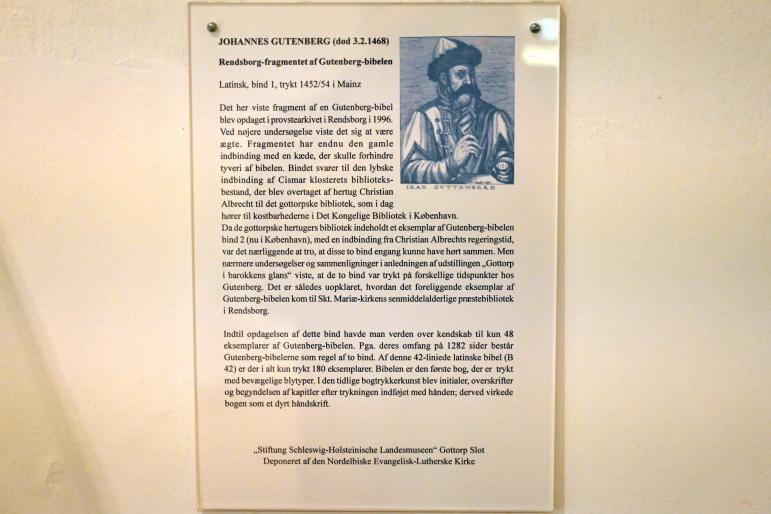 JOHANNES GUTENBERG (død 3.2.1468)
Rendsborg-fragmentet af Gutenberg-bibelen
Latinsk, bind 1, trykt 1452/54 i Mainz
Det her viste fragment af en Gutenberg-bibel
blev opdaget i provstearkivet i Rendsborg i 1996.
Ved nøjere undersøgelse viste det sig at være
ægte. Fragmentet har endnu den gamle
indbinding med en kæde, der skulle forhindre
tyveri af bibelen. Bindet svarer til den lybske
indbinding af Cismar klosterets biblioteks-
bestand, der blev overtaget af hertug Christian
Albrecht til det gottorpske bibliotek, som i dag
hører til kostbarhederne i Det Kongelige Bibliotek i København.
Da de gottorpske hertugers bibliotek indeholdt et eksemplar af Gutenberg-bibelen
bind 2 (nu i København), med en indbinding fra Christian Albrechts regeringstid,
var det nærliggende at tro, at disse to bind engang kunne have hørt sammen. Men
nærmere undersøgelser og sammenligninger i anledningen af udstillingen „Gottorp
i barokkens glans“ viste, at de to bind var trykt på forskellige tidspunkter hos
Gutenberg. Det er således uopklaret, hvordan det foreliggende eksemplar af
Gutenberg-bibelen kom til Skt. Mariæ-kirkens senmiddelalderlige præstebibliotek
i Rendsborg.
Indtil opdagelsen af dette bind havde man verden over kendskab til kun 48
eksemplarer af Gutenberg-bibelen. Pga. deres omfang på 1282 sider består
Gutenberg-bibelerne som regel af to bind. Af denne 42-liniede latinske bibel (B
42) er der i alt kun trykt 180 eksemplarer. Bibelen er den første bog, der er trykt
med bevægelige blytyper. I den tidlige bogtrykkerkunst blev initialer, overskrifter
og begyndelsen af kapitler efter trykningen indføjet med hånden; derved virkede
bogen som et dyrt håndskrift.
„Stiftung Schleswig-Holsteinische Landesmuseen“ Gottorp Slot
Deponeret af den Nordelbiske Evangelisk-Lutherske Kirke
IEAN GVTTEMBERG